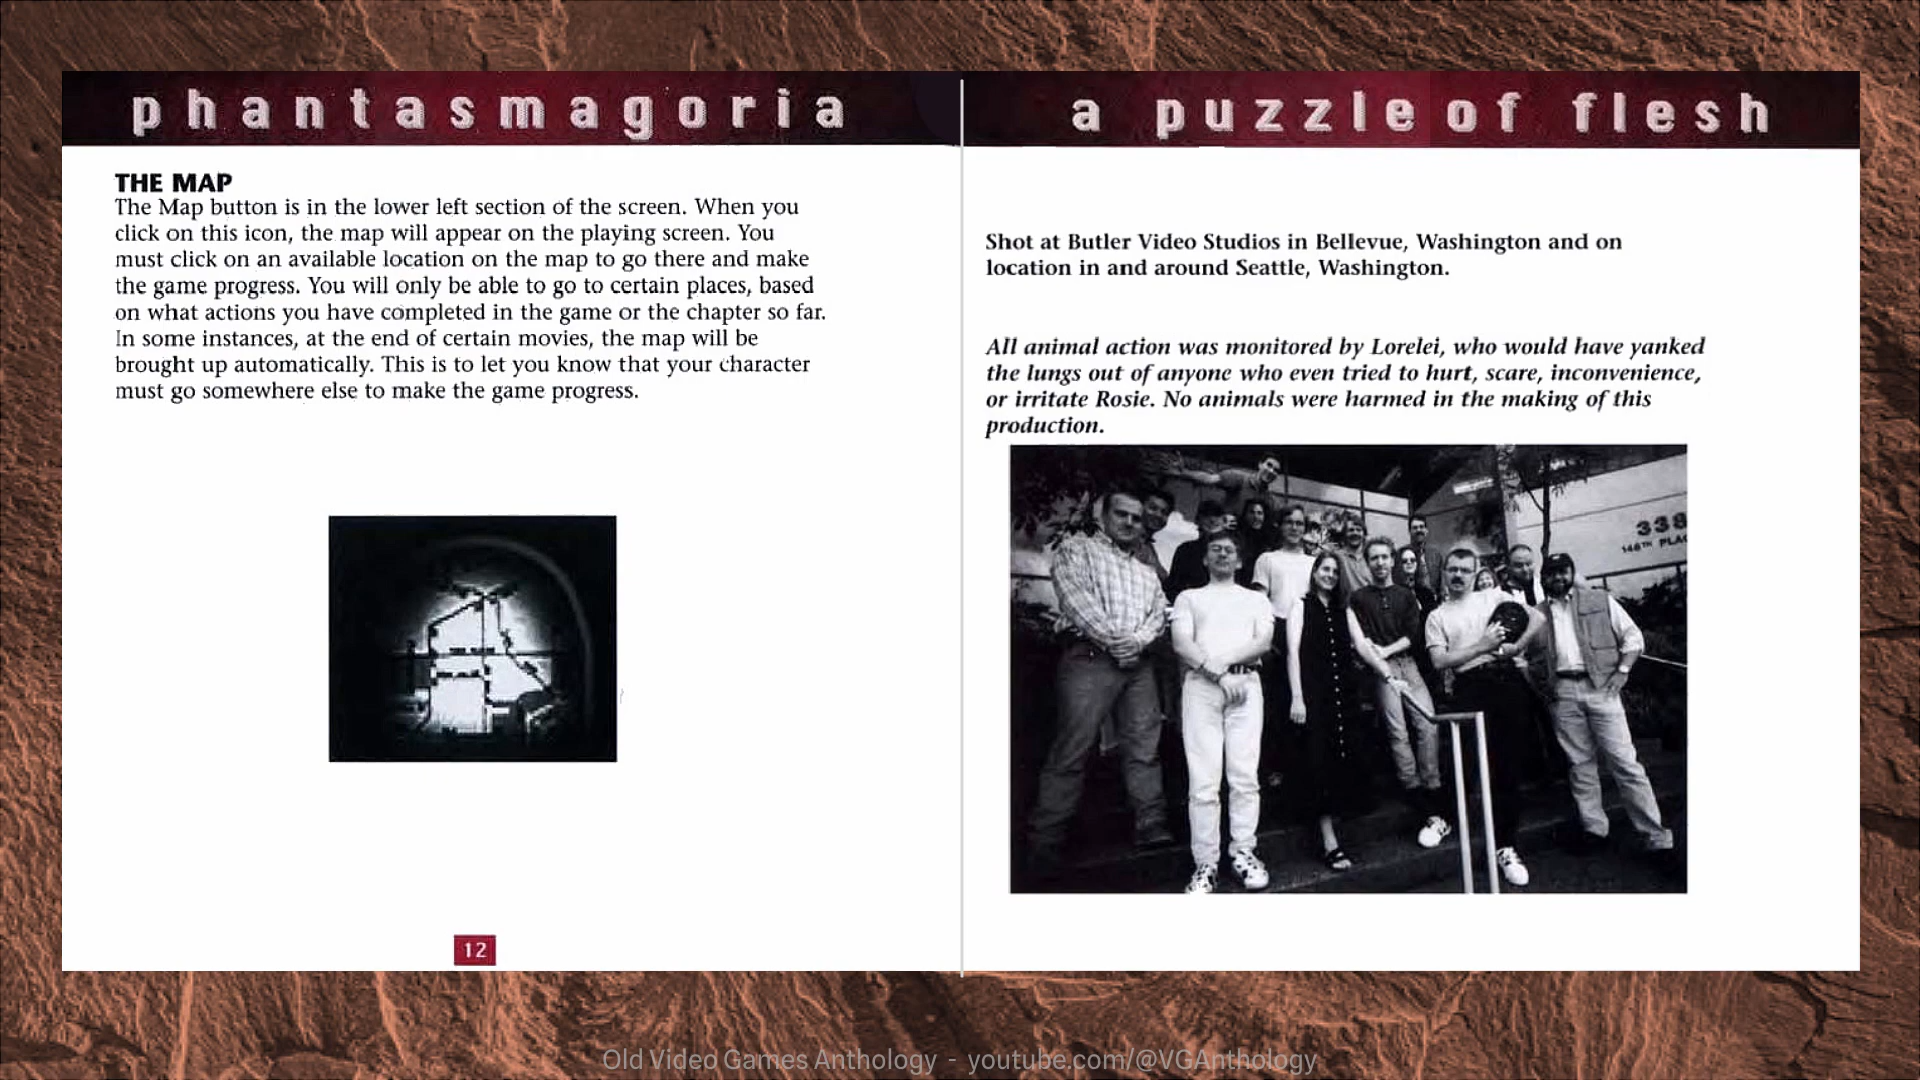 phantasmagoria
THE MAP
The Map button is in the lower left section of the screen. When you
click on this icon, the map will appear on the playing screen. You
must click on an available location on the map to go there and make
the game progress. You will only be able to go to certain places, based
on what actions you have completed in the game or the chapter so far.
In some instances, at the end of certain movies, the map will be
brought up automatically. This is to let you know that your character
must go somewhere else to make the game progress.
12
a puzzle of flesh
Shot at Butler Video Studios in Bellevue, Washington and on
location in and around Seattle, Washington.
All animal action was monitored by Lorelei, who would have yanked
the lungs out of anyone who even tried to hurt, scare, inconvenience,
or irritate Rosie. No animals were harmed in the making of this
production.
338
148TH PLAC
Old Video Games Anthology - youtube.com/@VGAnthology